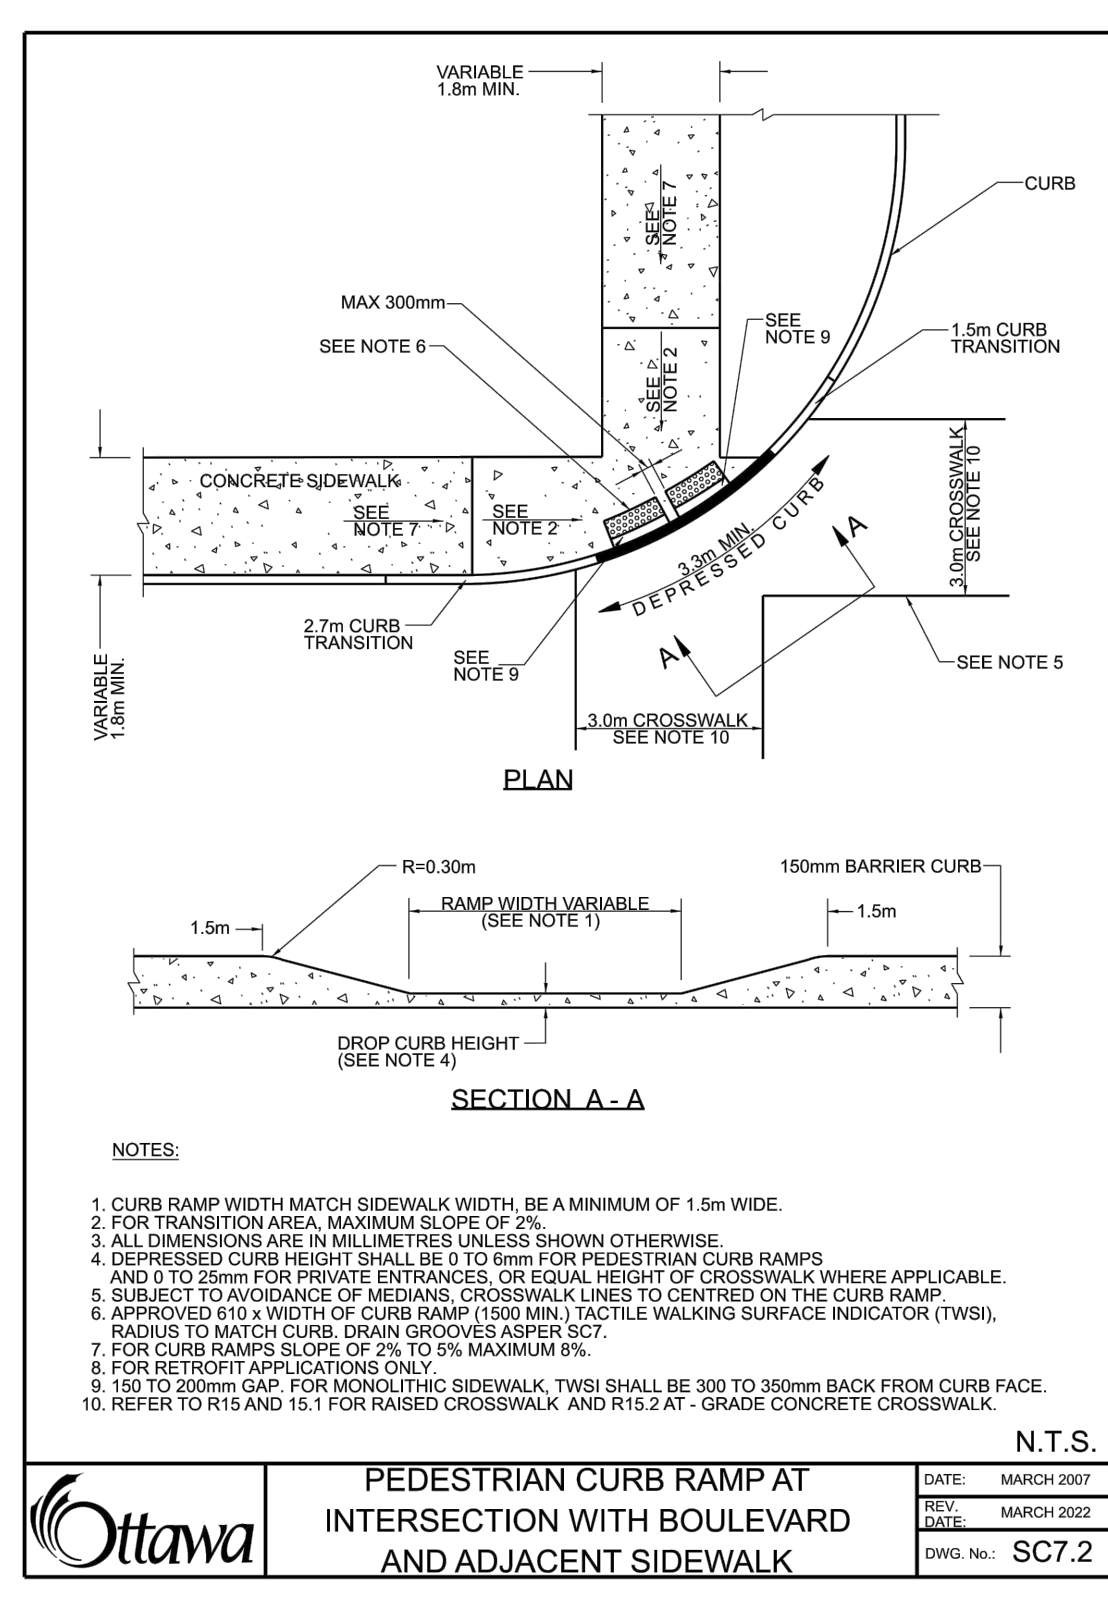 VARIABLE
1.8m MIN.
CURB
SEE
NOTE 7
MAX 300mm
SEE NOTE 6
SEE
NOTE 9
1.5m CURB
TRANSITION
SEE
NOTE 2
CONCRETE SIDEWALK
SEE
NOTE 7
SEE
NOTE 2
3.0m CROSSWALK
SEE NOTE 10
3.3m MIN.
DEPRESSED CURB
A
A
2.7m CURB
TRANSITION
SEE
NOTE 9
VARIABLE
1.8m MIN.
SEE NOTE 5
3.0m CROSSWALK
SEE NOTE 10
PLAN
R=0.30m
150mm BARRIER CURB
RAMP WIDTH VARIABLE
(SEE NOTE 1)
1.5m
1.5m
DROP CURB HEIGHT
(SEE NOTE 4)
SECTION A - A
NOTES:
1. CURB RAMP WIDTH MATCH SIDEWALK WIDTH, BE A MINIMUM OF 1.5m WIDE.
2. FOR TRANSITION AREA, MAXIMUM SLOPE OF 2%.
3. ALL DIMENSIONS ARE IN MILLIMETRES UNLESS SHOWN OTHERWISE.
4. DEPRESSED CURB HEIGHT SHALL BE 0 TO 6mm FOR PEDESTRIAN CURB RAMPS
AND 0 TO 25mm FOR PRIVATE ENTRANCES, OR EQUAL HEIGHT OF CROSSWALK WHERE APPLICABLE.
5. SUBJECT TO AVOIDANCE OF MEDIANS, CROSSWALK LINES TO CENTRED ON THE CURB RAMP.
6. APPROVED 610 x WIDTH OF CURB RAMP (1500 MIN.) TACTILE WALKING SURFACE INDICATOR (TWSI),
RADIUS TO MATCH CURB. DRAIN GROOVES ASPER SC7.
7. FOR CURB RAMPS SLOPE OF 2% TO 5% MAXIMUM 8%.
8. FOR RETROFIT APPLICATIONS ONLY.
9. 150 TO 200mm GAP. FOR MONOLITHIC SIDEWALK, TWSI SHALL BE 300 TO 350mm BACK FROM CURB FACE.
10. REFER TO R15 AND 15.1 FOR RAISED CROSSWALK AND R15.2 AT - GRADE CONCRETE CROSSWALK.
N.T.S.
Ottawa
PEDESTRIAN CURB RAMP AT
INTERSECTION WITH BOULEVARD
AND ADJACENT SIDEWALK
DATE: MARCH 2007
REV.
DATE: MARCH 2022
DWG. No.: SC7.2